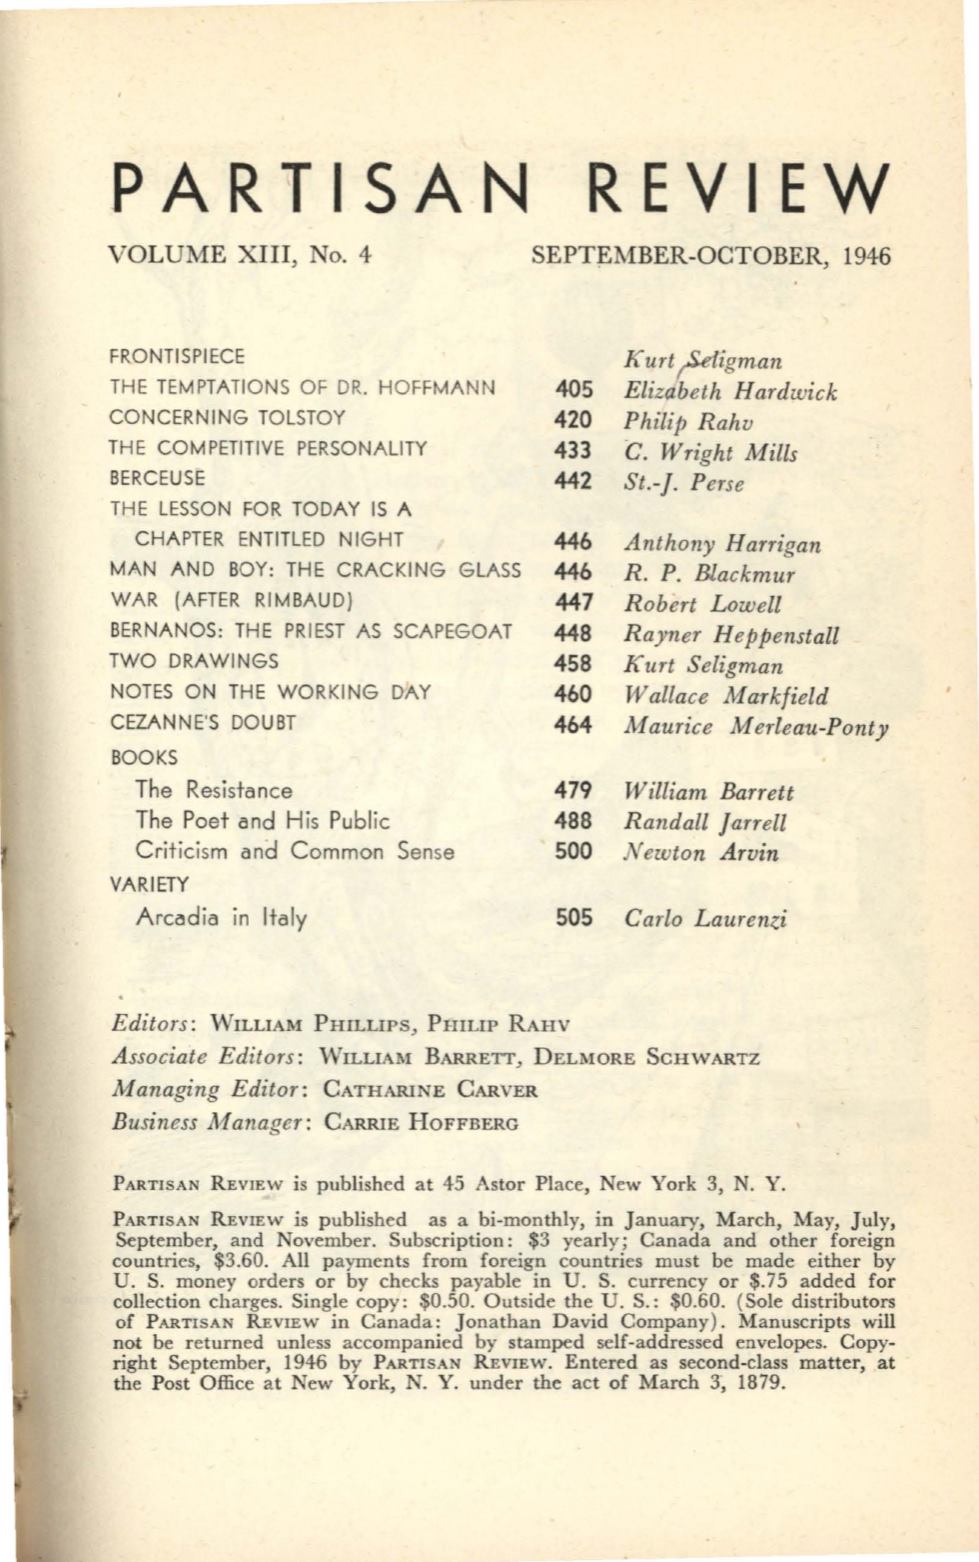 PARTISAN REVIEW
VOLUME XIII, No. 4 SEPTEMBER-OCTOBER, 1946
FRONTISPIECE Kurt Seligman
THE TEMPTATIONS OF DR. HOFFMANN 405 Elizabeth Hardwick
CONCERNING TOLSTOY 420 Philip Rahv
THE COMPETITIVE PERSONALITY 433 C. Wright Mills
BERCEUSE 442 St.-J. Perse
THE LESSON FOR TODAY IS A
CHAPTER ENTITLED NIGHT 446 Anthony Harrigan
MAN AND BOY: THE CRACKING GLASS 446 R. P. Blackmur
WAR (AFTER RIMBAUD) 447 Robert Lowell
BERNANOS: THE PRIEST AS SCAPEGOAT 448 Rayner Heppenstall
TWO DRAWINGS 458 Kurt Seligman
NOTES ON THE WORKING DAY 460 Wallace Markfield
CEZANNE'S DOUBT 464 Maurice Merleau-Ponty
BOOKS
The Resistance 479 William Barrett
The Poet and His Public 488 Randall Jarrell
Criticism and Common Sense 500 Newton Arvin
VARIETY
Arcadia in Italy 505 Carlo Laurenzi
Editors: WILLIAM PHILLIPS, PHILIP RAHV
Associate Editors: WILLIAM BARRETT, DELMORE SCHWARTZ
Managing Editor: CATHARINE CARVER
Business Manager: CARRIE HOFFBERG
PARTISAN REVIEW is published at 45 Astor Place, New York 3, N. Y.
PARTISAN REVIEW is published as a bi-monthly, in January, March, May, July,
September, and November. Subscription: $3 yearly; Canada and other foreign
countries, $3.60. All payments from foreign countries must be made either by
U. S. money orders or by checks payable in U. S. currency or $.75 added for
collection charges. Single copy: $0.50. Outside the U. S.: $0.60. (Sole distributors
of PARTISAN REVIEW in Canada: Jonathan David Company). Manuscripts will
not be returned unless accompanied by stamped self-addressed envelopes. Copy-
right September, 1946 by PARTISAN REVIEW. Entered as second-class matter, at
the Post Office at New York, N. Y. under the act of March 3, 1879.